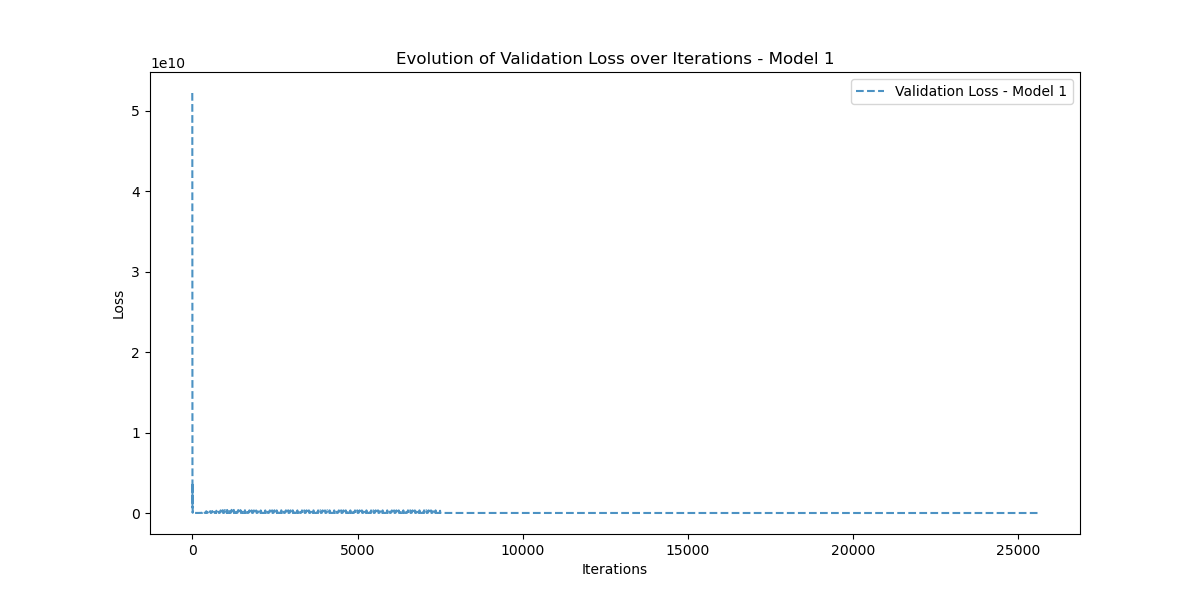 Evolution of Validation Loss over Iterations - Model 1
1e10
Validation Loss - Model 1
5
4
3
2
1
0
Loss
0 5000 10000 15000 20000 25000
Iterations